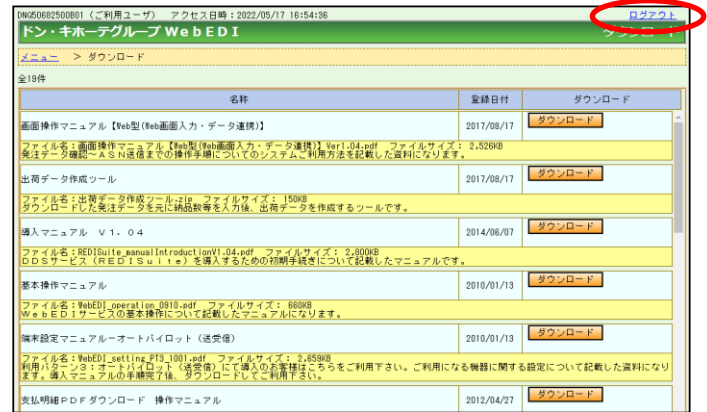 DNG50682500B01 (ご利用ユーザ) アクセス日時:2022/05/17 16:54:36 ログアウト
ドン・キホーテグループWebEDI ダウンロード
メニュー > ダウンロード
全19件
名称 登録日付 ダウンロード
画面操作マニュアル【Web型(Web画面入力・データ連携)】 2017/08/17 ダウンロード
ファイル名:画面操作マニュアル【Web型(Web画面入力・データ連携)】Ver1.04.pdf ファイルサイズ: 2,526KB
発注データ確認~ASN送信までの操作手順についてのシステムご利用方法を記載した資料になります。
出荷データ作成ツール 2017/08/17 ダウンロード
ファイル名:出荷データ作成ツール.zip ファイルサイズ: 150KB
ダウンロードした発注データを元に納品数等を入力後、出荷データを作成するツールです。
導入マニュアル V1.04 2014/06/07 ダウンロード
ファイル名:REDISuite_manualIntroductionV1.04.pdf ファイルサイズ: 2,800KB
DDSサービス(REDISuite)を導入するための初期手続きについて記載したマニュアルです。
基本操作マニュアル 2010/01/13 ダウンロード
ファイル名:WebEDI_operation_0910.pdf ファイルサイズ: 660KB
WebEDIサービスの基本操作について記載したマニュアルになります。
端末設定マニュアルーオートパイロット(送受信) 2010/01/13 ダウンロード
ファイル名:WebEDI_setting_PT3_1001.pdf ファイルサイズ: 2,659KB
利用パターン3:オートパイロット(送受信)にて導入のお客様はこちらをご利用下さい。ご利用になる機器に関する設定について記載した資料になり
ます。導入マニュアルの手順完了後、ダウンロードしてご利用下さい。
支払明細PDFダウンロード 操作マニュアル 2012/04/27 ダウンロード